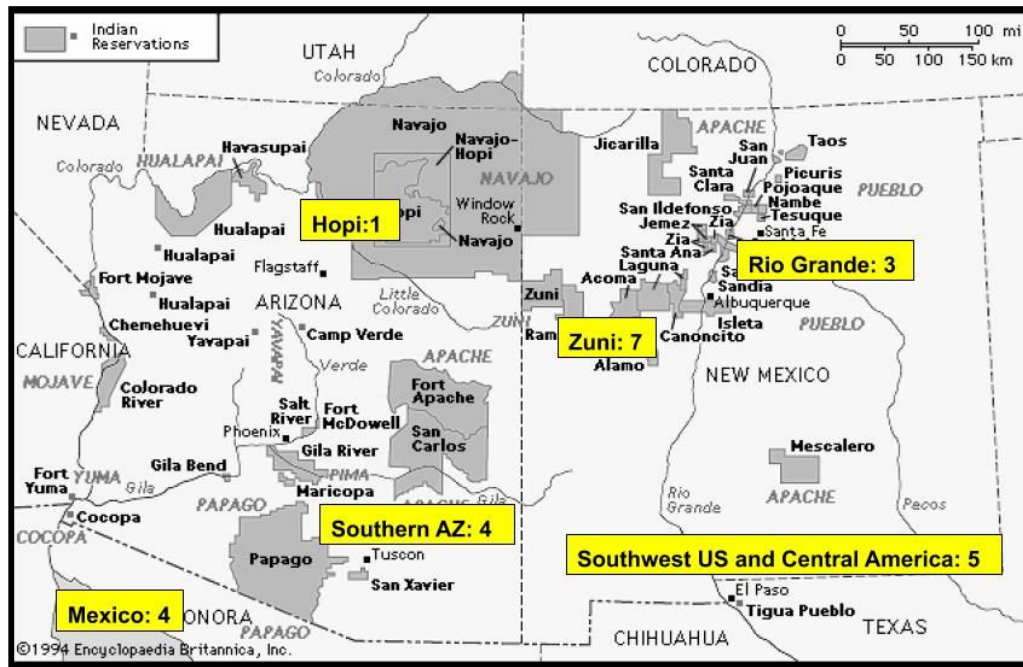 Indian
Reservations
0 50 100 mi
0 50 100 150 km
UTAH
Colorado
COLORADO
NEVADA
Colorado
HUALAPAI
Havasupai
Navajo
Navajo-
Hopi
NAVAJO
Window
Rock
Navajo
Hopi:1
Jicarilla
APACHE
San
Juan
Taos
Santa
Clara
Picuris
Pojoaque
Nambe
Tesuque
PUEBLO
San Ildefonso
Jemez
Zia
Zia
Santa Ana
Santa Fe
Rio Grande: 3
Hualapai
Hualapai
Flagstaff
Fort Mojave
Hualapai
ARIZONA
Little
Colorado
Laguna
Acoma
Zuni
ZUNI
Sandia
Albuquerque
Isleta
PUEBLO
Canoncito
Zuni: 7
Alamo
NEW MEXICO
Chemehuevi
Yavapai
YAVAPAI
Camp Verde
Verde
CALIFORNIA
MOJAVE
Colorado
River
APACHE
Fort
Apache
San
Carlos
Salt
River
Fort
McDowell
Phoenix
Gila River
Gila Bend
PIMA
Maricopa
Gila
Fort
Yuma
YUMA
Gila
Cocopa
COCOPA
PAPAGO
Southern AZ: 4
Papago
Tuscon
San Xavier
PAPAGO
Mescalero
APACHE
Rio
Grande
Pecos
Southwest US and Central America: 5
El Paso
Tigua Pueblo
TEXAS
CHIHUAHUA
Mexico: 4
©1994 Encyclopaedia Britannica, Inc.